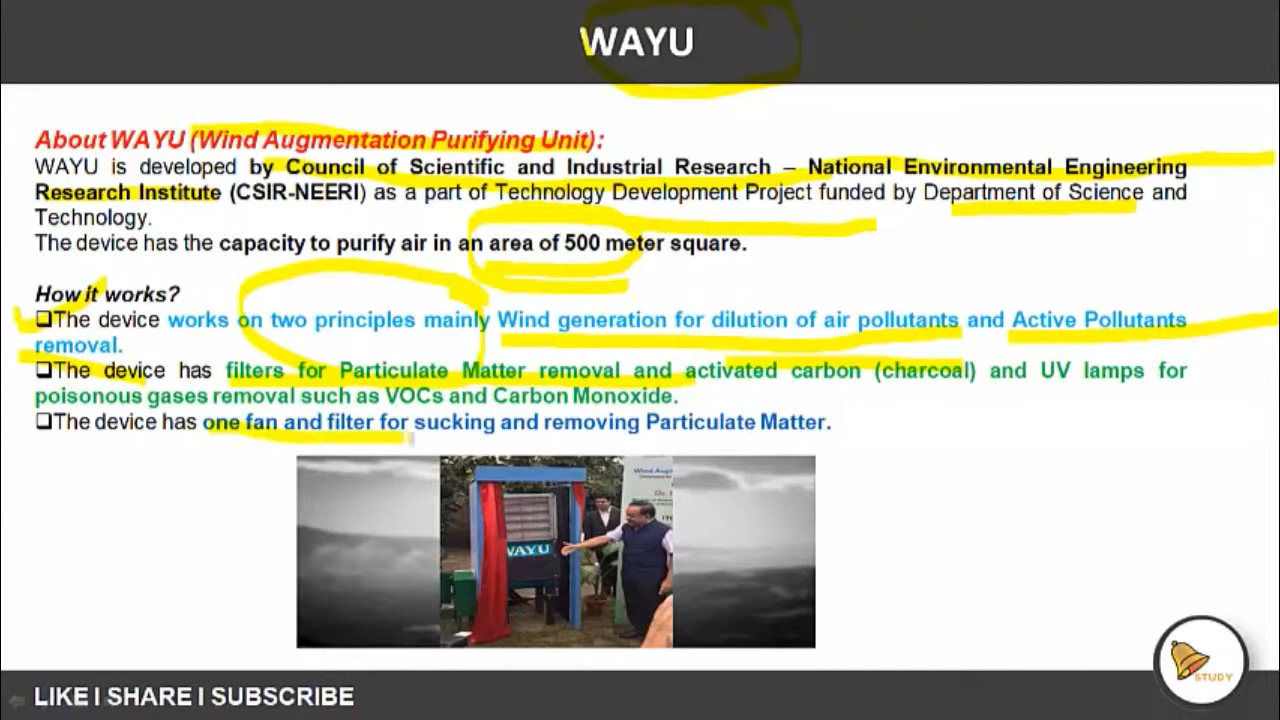 WAYU
About WAYU (Wind Augmentation Purifying Unit):
WAYU is developed by Council of Scientific and Industrial Research – National Environmental Engineering
Research Institute (CSIR-NEERI) as a part of Technology Development Project funded by Department of Science and
Technology.
The device has the capacity to purify air in an area of 500 meter square.
How it works?
❑The device works on two principles mainly Wind generation for dilution of air pollutants and Active Pollutants
removal.
❑The device has filters for Particulate Matter removal and activated carbon (charcoal) and UV lamps for
poisonous gases removal such as VOCs and Carbon Monoxide.
❑The device has one fan and filter for sucking and removing Particulate Matter.
Wind Aug
Dr.
WAYU
STUDY
LIKE I SHARE I SUBSCRIBE